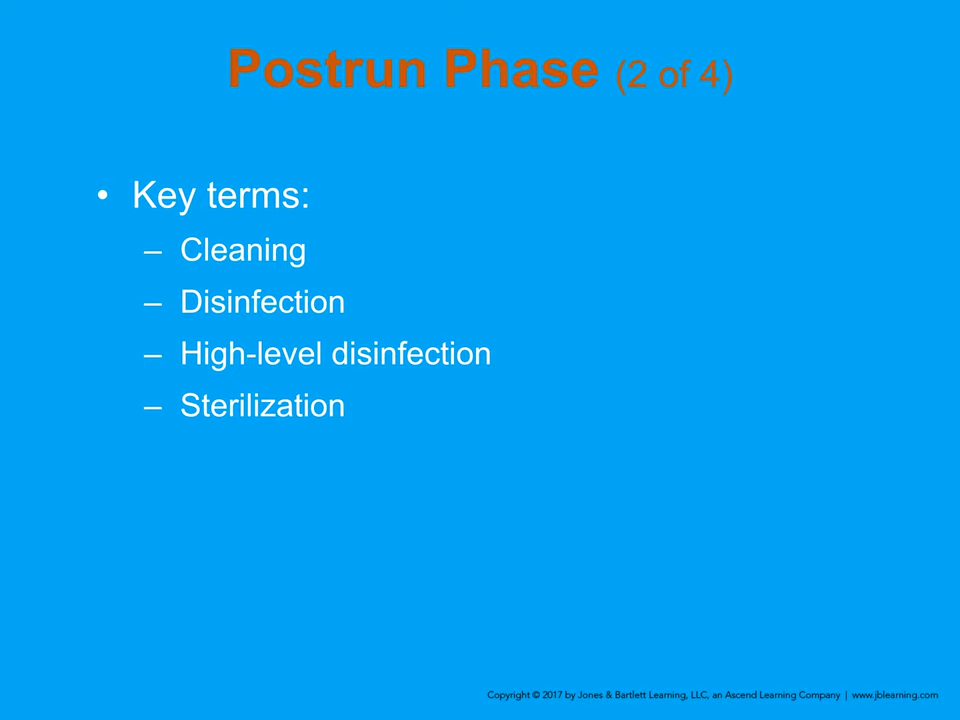 Postrun Phase (2 of 4)
• Key terms:
– Cleaning
– Disinfection
– High-level disinfection
– Sterilization
Copyright © 2017 by Jones & Bartlett Learning, LLC, an Ascend Learning Company | www.jblearning.com